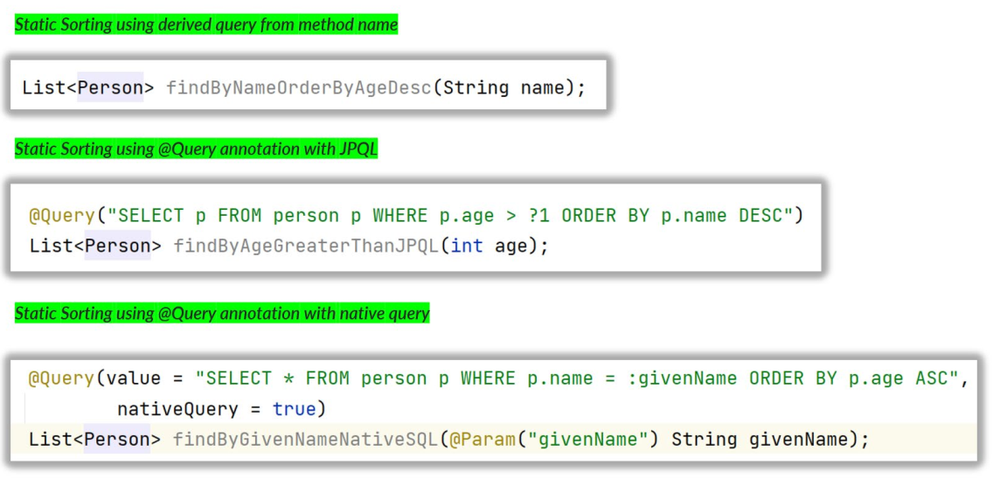 Static Sorting using derived query from method name
List<Person> findByNameOrderByAgeDesc(String name);
Static Sorting using @Query annotation with JPQL
@Query("SELECT p FROM person p WHERE p.age > ?1 ORDER BY p.name DESC")
List<Person> findByAgeGreaterThanJPQL(int age);
Static Sorting using @Query annotation with native query
@Query(value = "SELECT * FROM person p WHERE p.name = :givenName ORDER BY p.age ASC",
nativeQuery = true)
List<Person> findByGivenNameNativeSQL(@Param("givenName") String givenName);